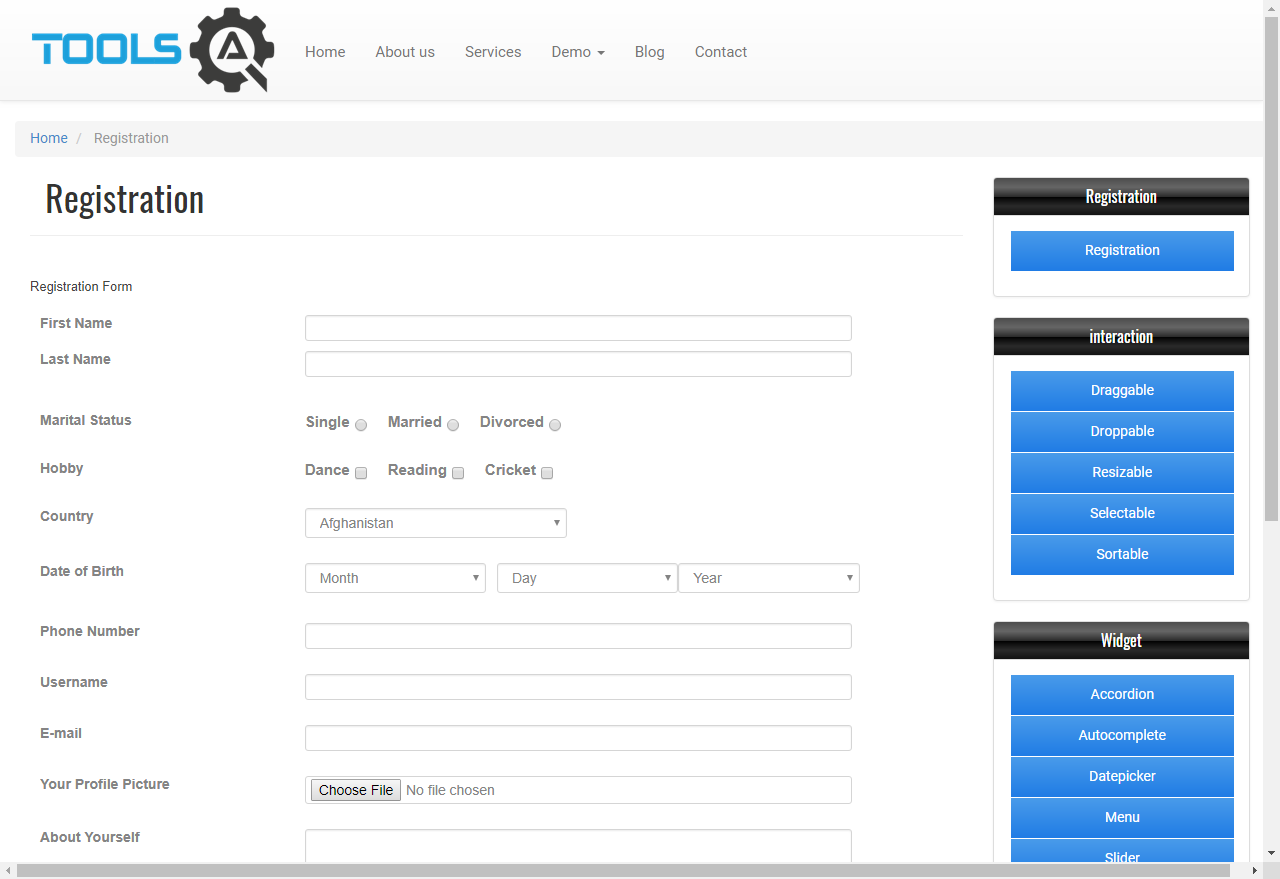 TOOLS QA
Home About us Services Demo Blog Contact
Home / Registration
Registration
Registration Form
First Name
Last Name
Marital Status Single Married Divorced
Hobby Dance Reading Cricket
Country Afghanistan
Date of Birth Month Day Year
Phone Number
Username
E-mail
Your Profile Picture Choose File No file chosen
About Yourself
Registration
Registration
interaction
Draggable
Droppable
Resizable
Selectable
Sortable
Widget
Accordion
Autocomplete
Datepicker
Menu
Slider